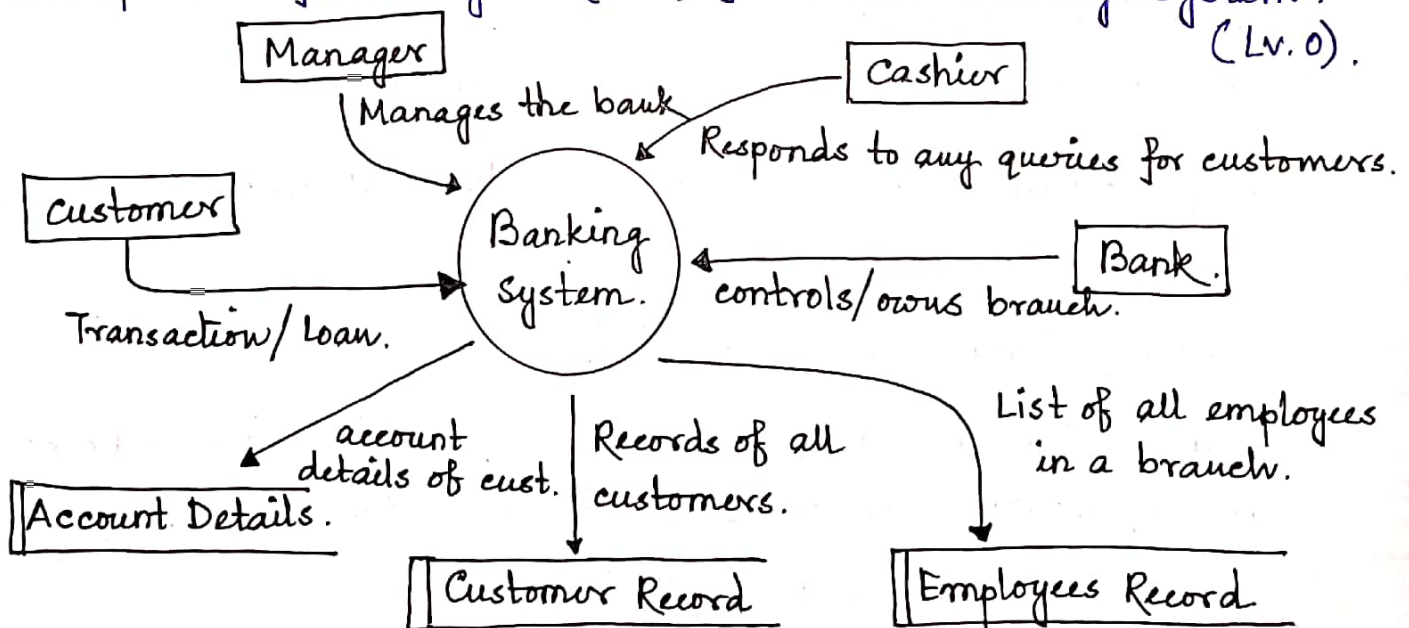 (Lv. 0).
Manager
Cashier
Manages the bank
Responds to any queries for customers.
Customer
Banking
system.
Bank.
controls/owns branch.
Transaction/Loan.
List of all employees
in a branch.
account
details of cust.
Records of all
customers.
Account Details.
Customer Record
Employees Record